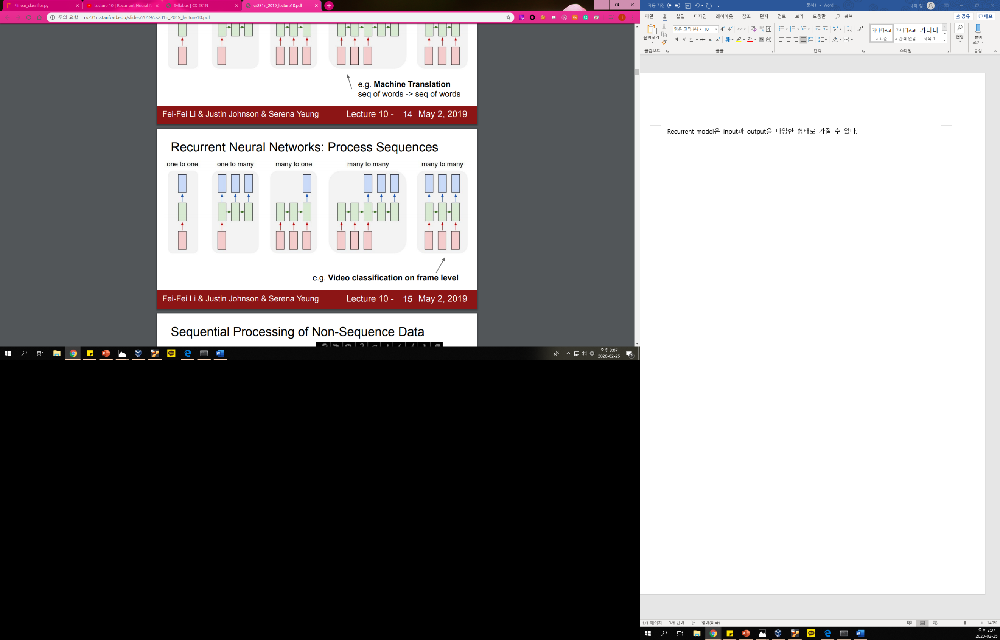 *linear_classifier.py
Lecture 10 | Recurrent Neural N
Syllabus | CS 231N
cs231n_2019_lecture10.pdf
주의 요함
cs231n.stanford.edu/slides/2019/cs231n_2019_lecture10.pdf
e.g. Machine Translation
seq of words -> seq of words
Fei-Fei Li & Justin Johnson & Serena Yeung Lecture 10 - 14 May 2, 2019
Recurrent Neural Networks: Process Sequences
one to one one to many many to one many to many many to many
e.g. Video classification on frame level
Fei-Fei Li & Justin Johnson & Serena Yeung Lecture 10 - 15 May 2, 2019
Sequential Processing of Non-Sequence Data
오후 3:07
2020-02-25
자동 저장
문서1 - Word
새하 정
파일 홈 삽입 디자인 레이아웃 참조 편지 검토 보기 도움말 검색
공유 메모
붙여넣기
맑은 고딕(본 10
가나다AaE 가나다AaE 가나다.
표준 간격 없음 제목 1
편집
받아
쓰기
클립보드 글꼴 단락 스타일 음성
Recurrent model은 input과 output을 다양한 형태로 가질 수 있다.
1/1 페이지 9개 단어 영어(미국)
140%
오후 3:07
2020-02-25